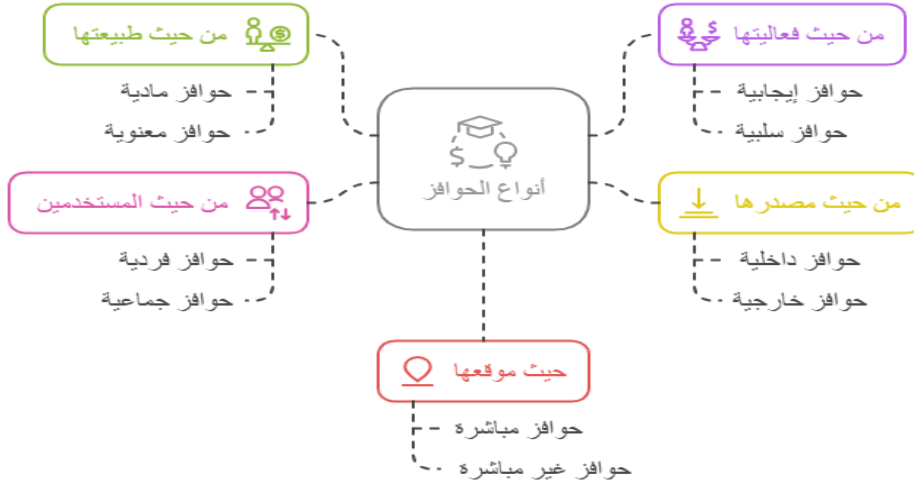 أنواع الحوافز
من حيث فعاليتها
حوافز إيجابية
حوافز سلبية
من حيث مصدرها
حوافز داخلية
حوافز خارجية
من حيث طبيعتها
حوافز مادية
حوافز معنوية
من حيث المستخدمين
حوافز فردية
حوافز جماعية
حيث موقعها
حوافز مباشرة
حوافز غير مباشرة